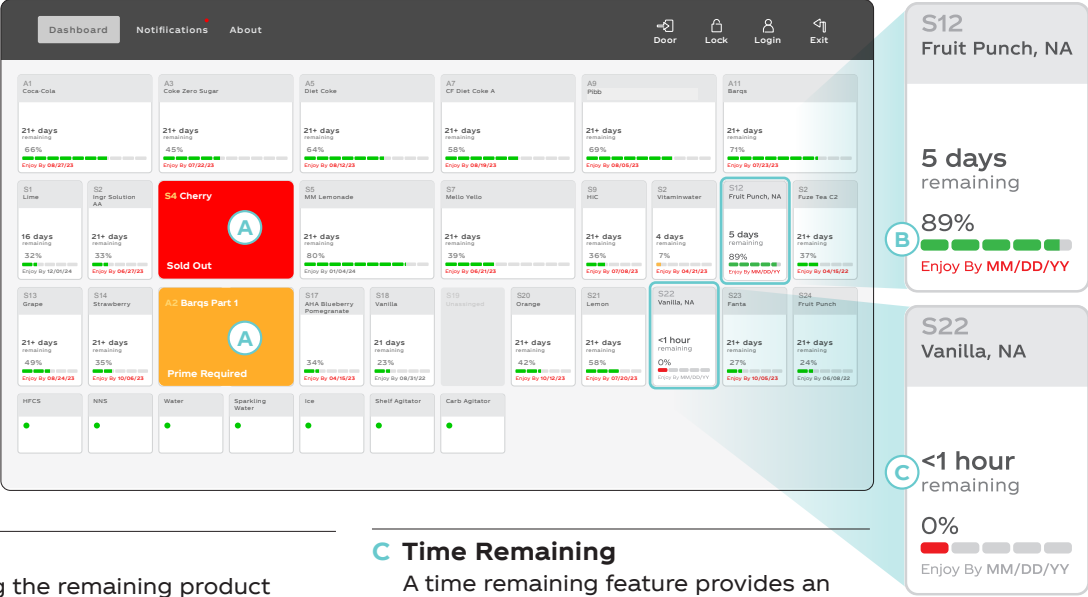 Dashboard
Notifiications
About
Door
Lock
Login
Exit
A1
Coca-Cola
21+ days
remaining
66%
Enjoy By 08/27/23
A3
Coke Zero Sugar
21+ days
remaining
45%
Enjoy By 07/22/23
A5
Diet Coke
21+ days
remaining
64%
Enjoy By 08/12/23
A7
CF Diet Coke A
21+ days
remaining
58%
Enjoy By 08/19/23
A9
Pibb
21+ days
remaining
69%
Enjoy By 08/05/23
A11
Barqs
21+ days
remaining
71%
Enjoy By 07/23/23
S1
Lime
16 days
remaining
32%
Enjoy By 12/01/24
S2
Ingr Solution
AA
21+ days
remaining
33%
Enjoy By 06/27/23
S4 Cherry
A
Sold Out
S5
MM Lemonade
21+ days
remaining
80%
Enjoy By 01/04/24
S7
Mello Yello
21+ days
remaining
39%
Enjoy By 06/21/23
S9
HIC
21+ days
remaining
36%
Enjoy By 07/08/23
S2
Vitaminwater
4 days
remaining
7%
Enjoy By 04/21/23
S12
Fruit Punch, NA
5 days
remaining
89%
Enjoy By MM/DD/YY
S2
Fuze Tea C2
21+ days
remaining
37%
Enjoy By 04/15/22
S13
Grape
21+ days
remaining
49%
Enjoy By 08/24/23
S14
Strawberry
21+ days
remaining
35%
Enjoy By 10/06/23
A2 Barqs Part 1
A
Prime Required
S17
AHA Blueberry
Pomegranate
34%
Enjoy By 04/15/23
S18
Vanilla
21 days
remaining
23%
Enjoy By 08/31/22
S19
Unassigned
S20
Orange
21+ days
remaining
42%
Enjoy By 10/12/23
S21
Lemon
21+ days
remaining
58%
Enjoy By 07/20/23
S22
Vanilla, NA
<1 hour
remaining
0%
Enjoy By MM/DD/YY
S23
Fanta
21+ days
remaining
27%
Enjoy By 10/05/23
S24
Fruit Punch
21+ days
remaining
24%
Enjoy By 06/08/22
HFCS
NNS
Water
Sparkling
Water
Ice
Shelf Agitator
Carb Agitator
S12
Fruit Punch, NA
5 days
remaining
89%
B
Enjoy By MM/DD/YY
S22
Vanilla, NA
C
<1 hour
remaining
0%
Enjoy By MM/DD/YY
g the remaining product
C Time Remaining
A time remaining feature provides an